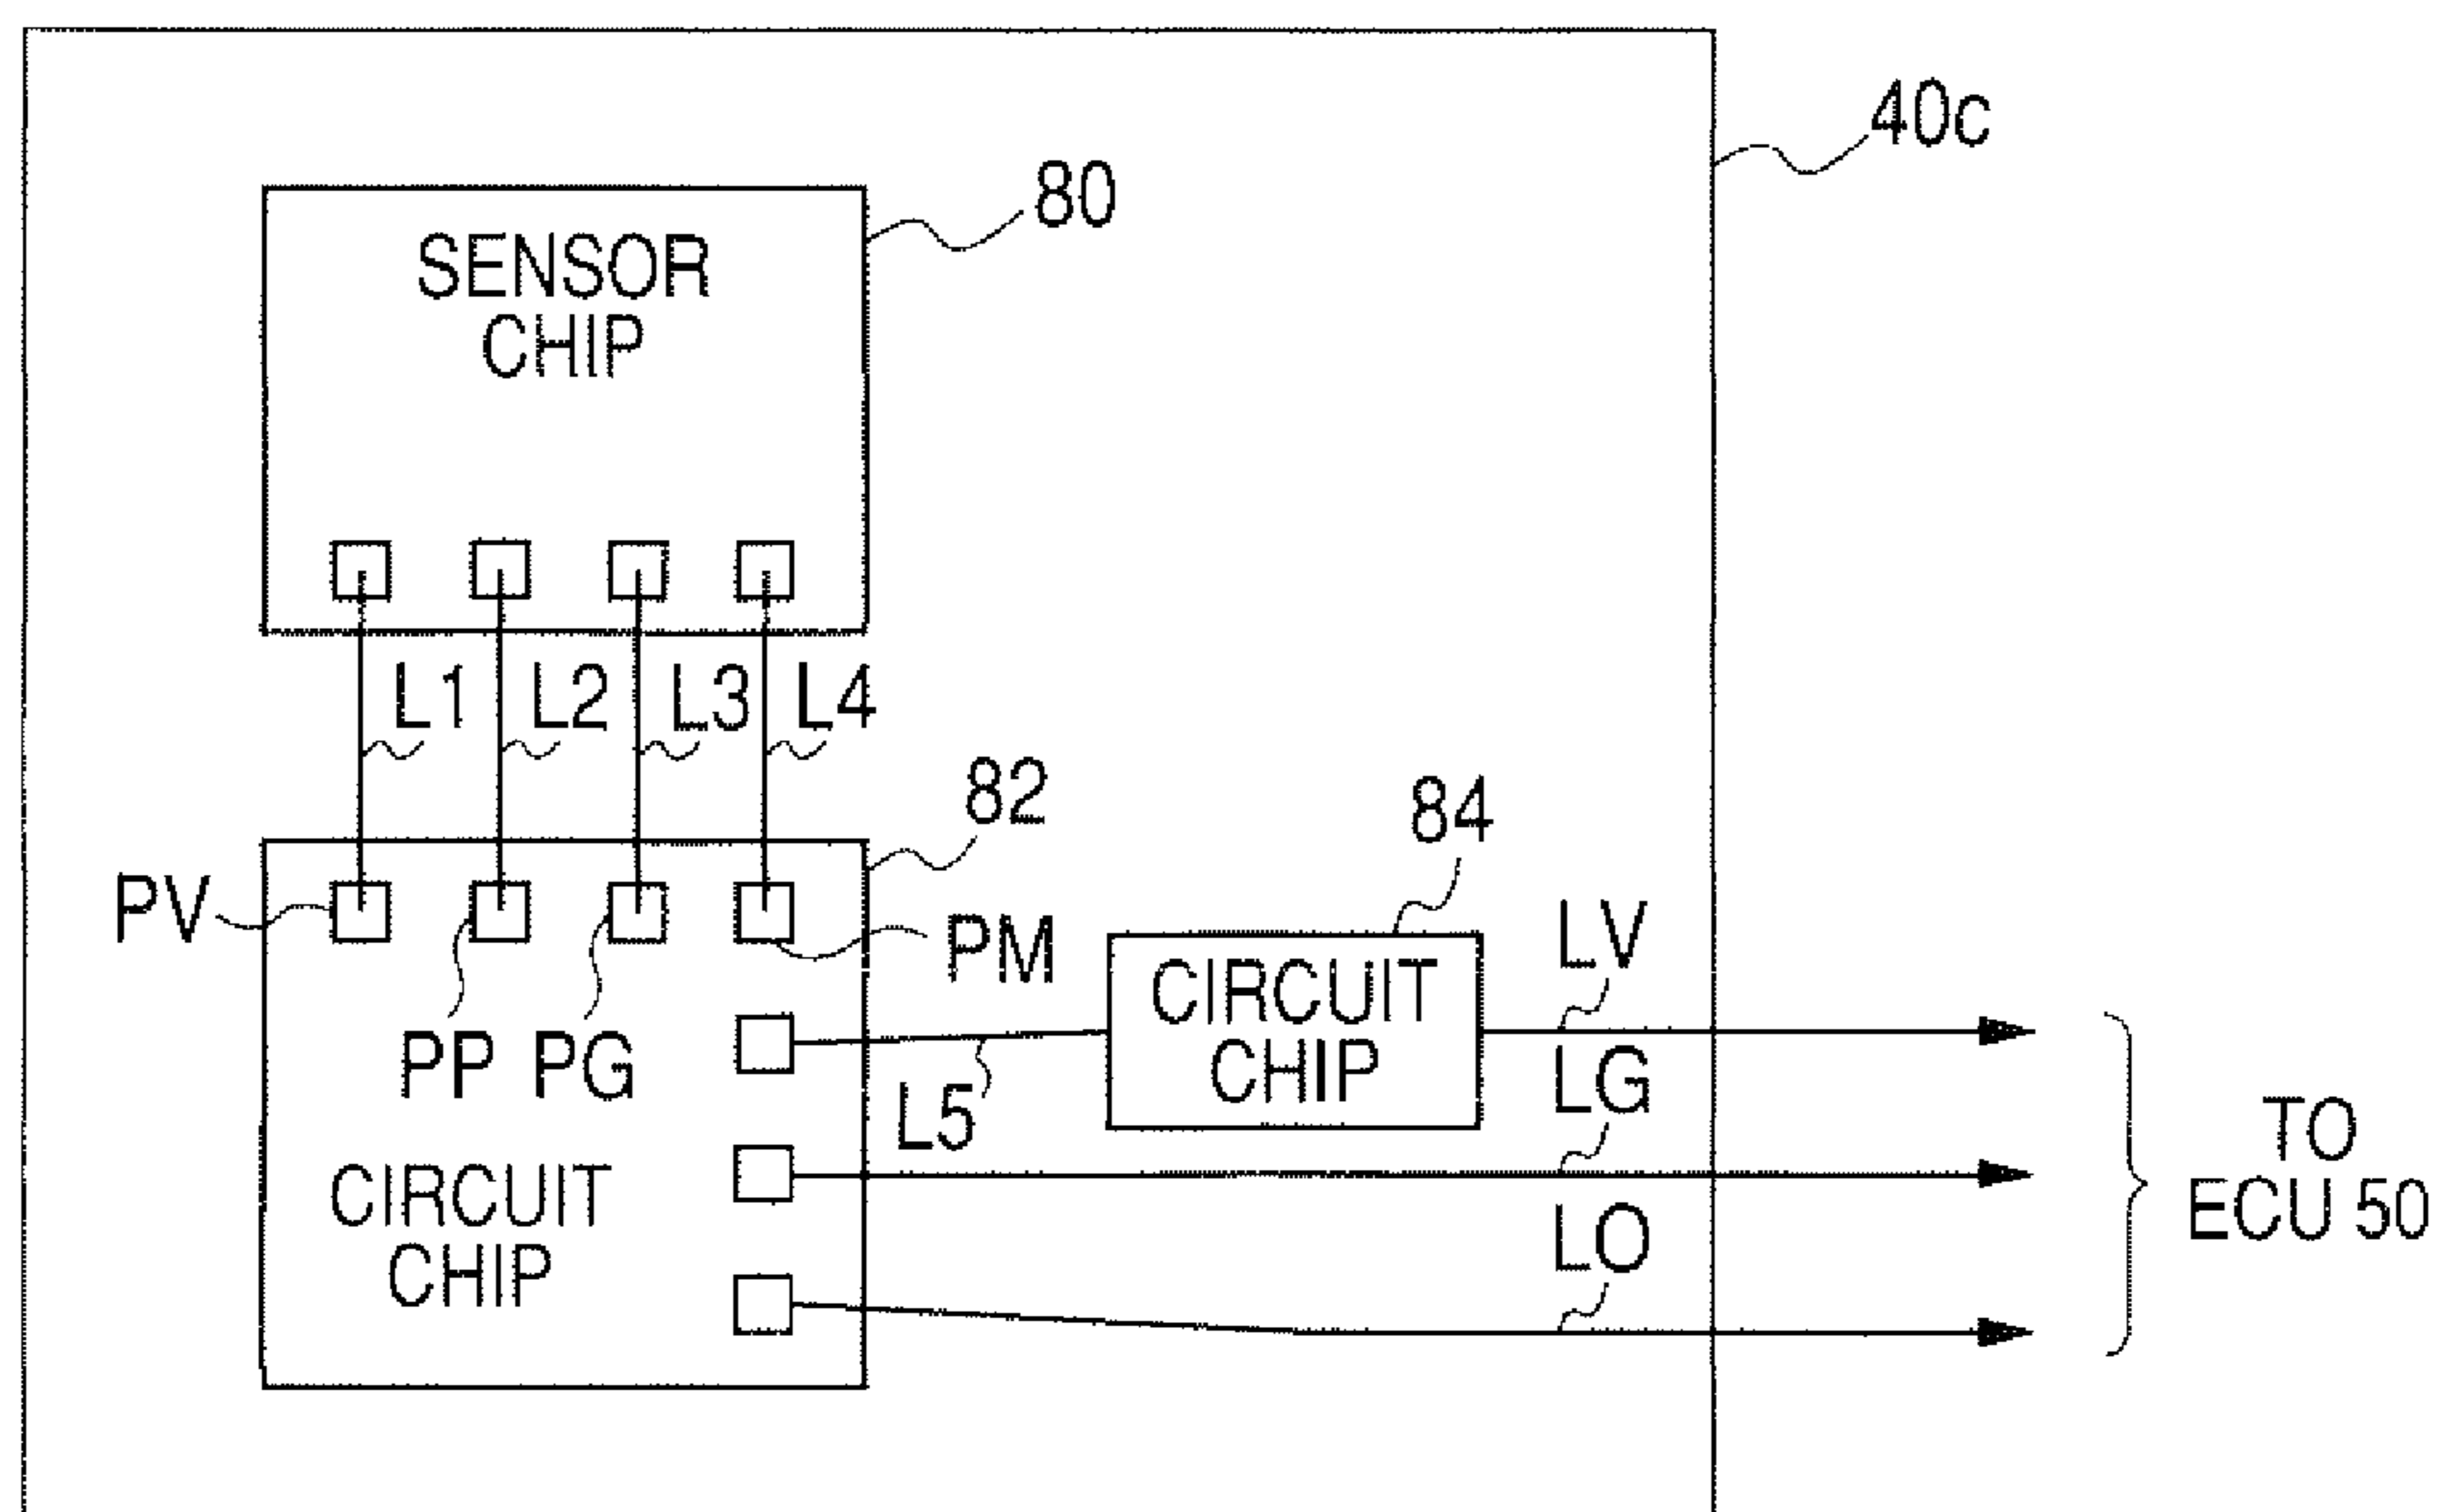 40c
80
SENSOR
CHIP
L1 L2 L3 L4
82
84
PV
PM
LV
CIRCUIT
CHIP
PP PG
L5
LG
TO
ECU 50
CIRCUIT
CHIP
LO